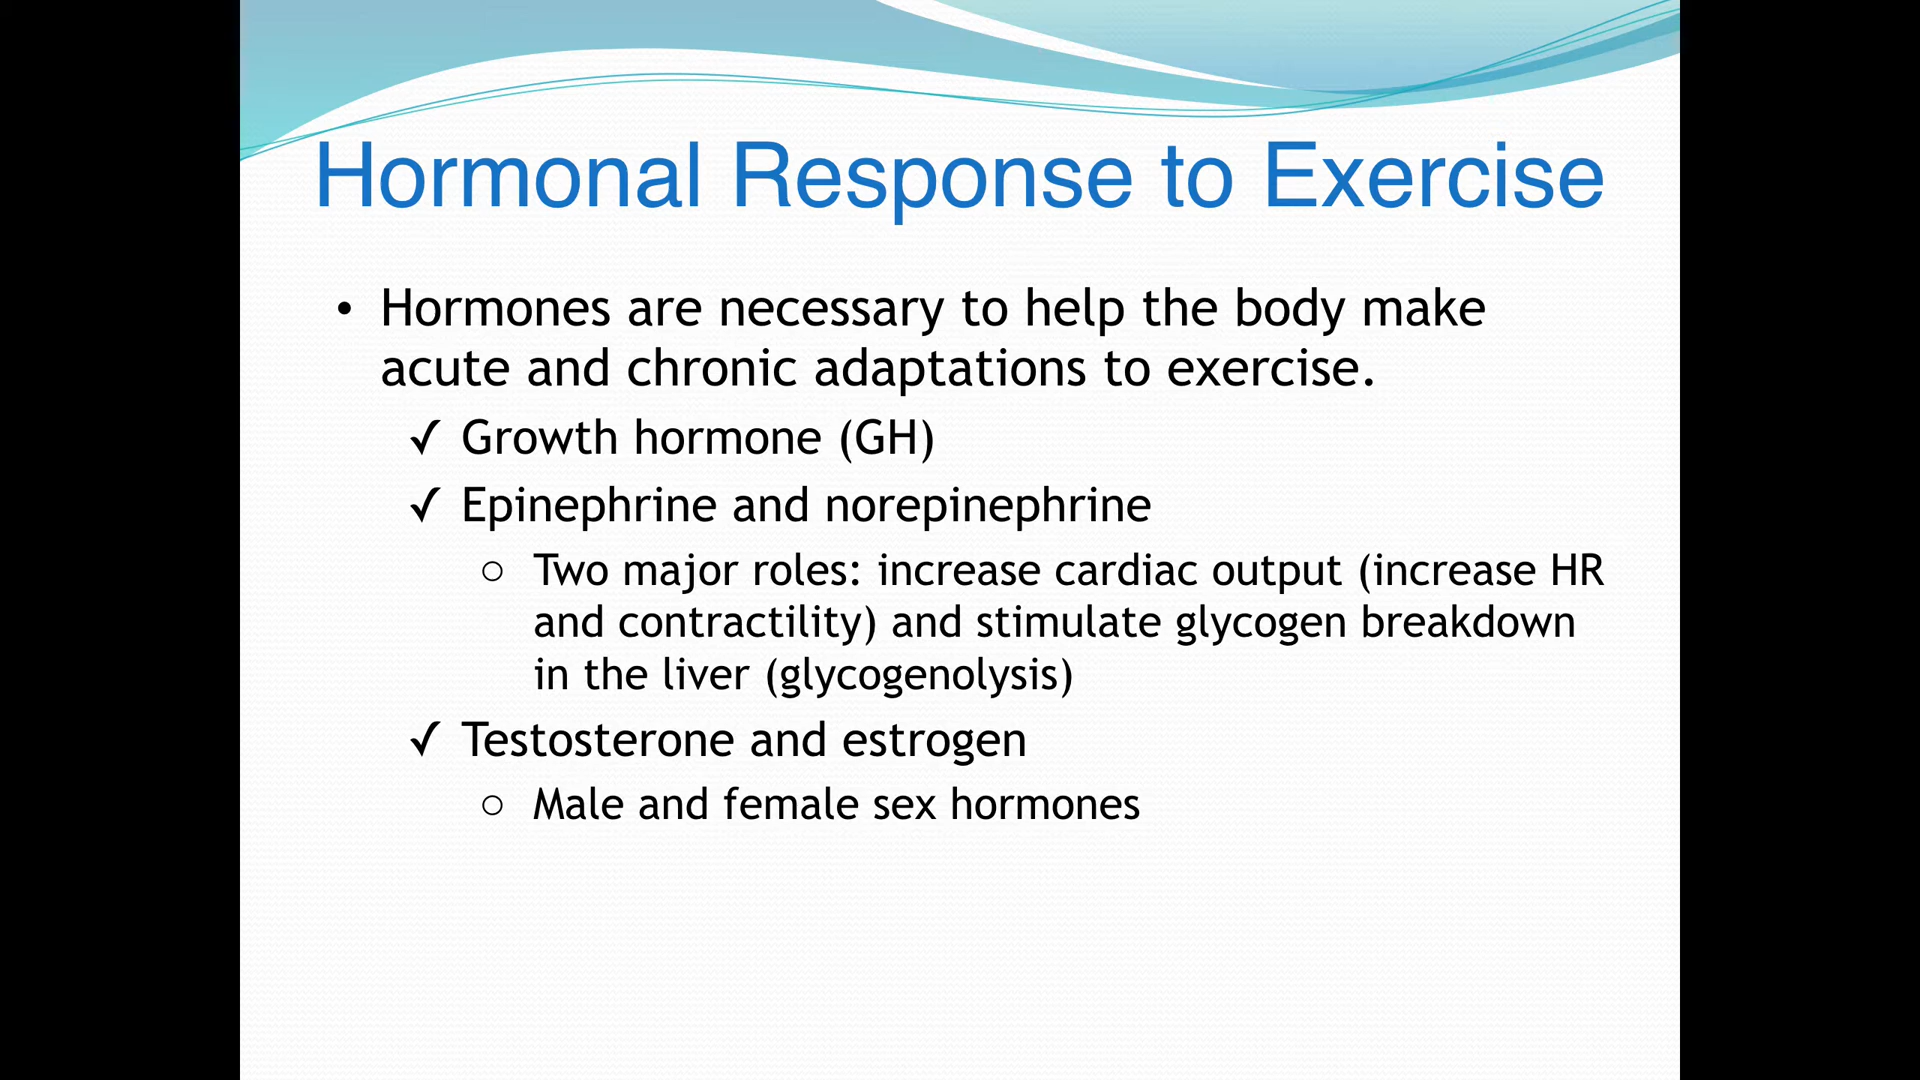 Hormonal Response to Exercise
• Hormones are necessary to help the body make
acute and chronic adaptations to exercise.
✓ Growth hormone (GH)
✓ Epinephrine and norepinephrine
○ Two major roles: increase cardiac output (increase HR
and contractility) and stimulate glycogen breakdown
in the liver (glycogenolysis)
✓ Testosterone and estrogen
○ Male and female sex hormones